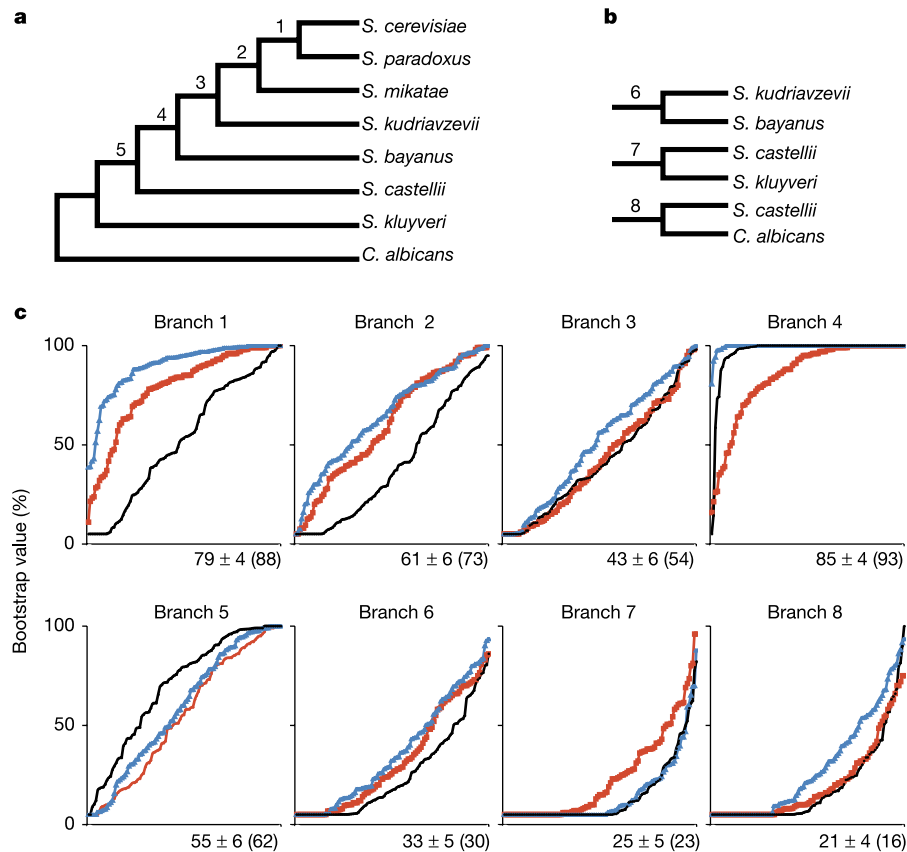 a
1 S. cerevisiae
2 S. paradoxus
3 S. mikatae
4 S. kudriavzevii
5 S. bayanus
S. castellii
S. kluyveri
C. albicans
b
6 S. kudriavzevii
S. bayanus
7 S. castellii
S. kluyveri
8 S. castellii
C. albicans
c
Branch 1 Branch 2 Branch 3 Branch 4
Bootstrap value (%)
100
50
0
79 ± 4 (88) 61 ± 6 (73) 43 ± 6 (54) 85 ± 4 (93)
Branch 5 Branch 6 Branch 7 Branch 8
100
50
0
55 ± 6 (62) 33 ± 5 (30) 25 ± 5 (23) 21 ± 4 (16)